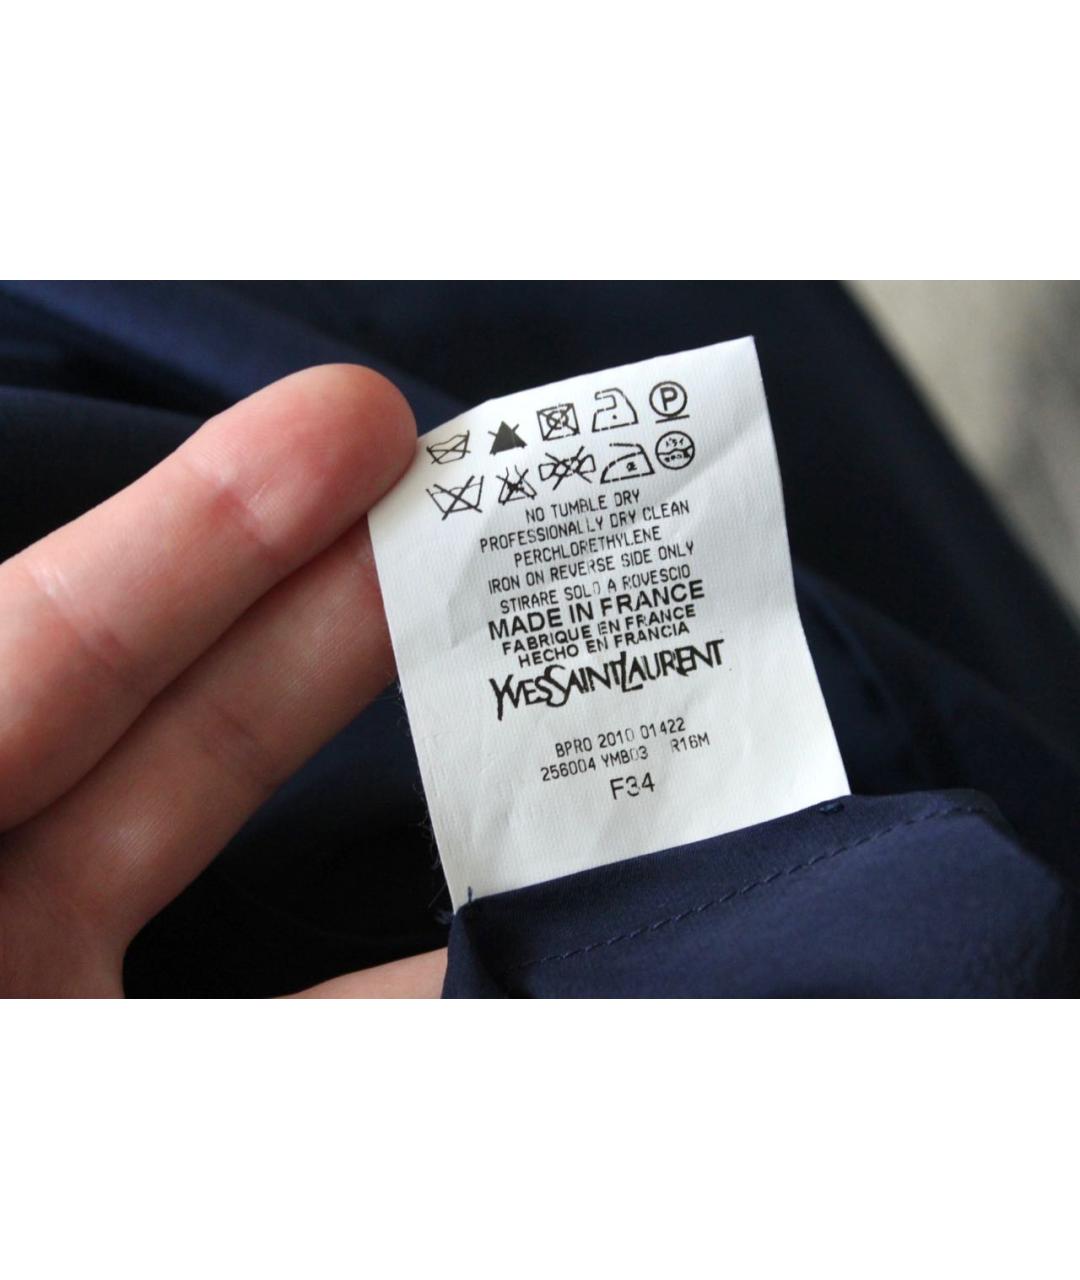 P
NO TUMBLE DRY
PROFESSIONALLY DRY CLEAN
PERCHLORETHYLENE
IRON ON REVERSE SIDE ONLY
STIRARE SOLO A ROVESCIO
MADE IN FRANCE
FABRIQUE EN FRANCE
HECHO EN FRANCIA
YVESSAINTLAURENT
BPRO 2010 01422
256004 YMB03 R16M
F34